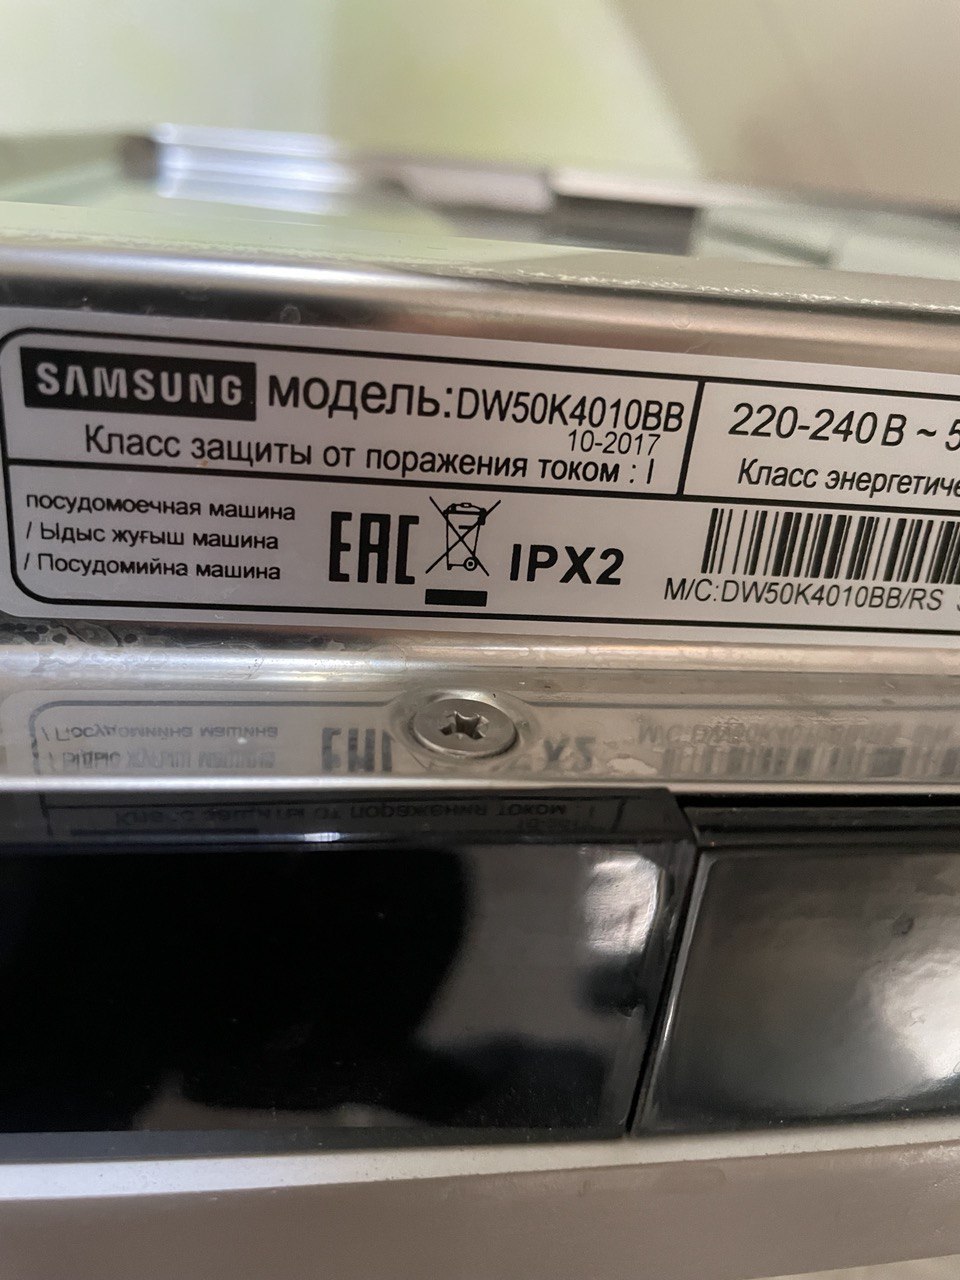 SAMSUNG модель:DW50K4010BB
10-2017
Класс защиты от поражения током : I
220-240 В ~ 5
Класс энергетиче
посудомоечная машина
/ Ыдыс жуғыш машина
/ Посудомийна машина
EAC
IPX2
M/C:DW50K4010BB/RS